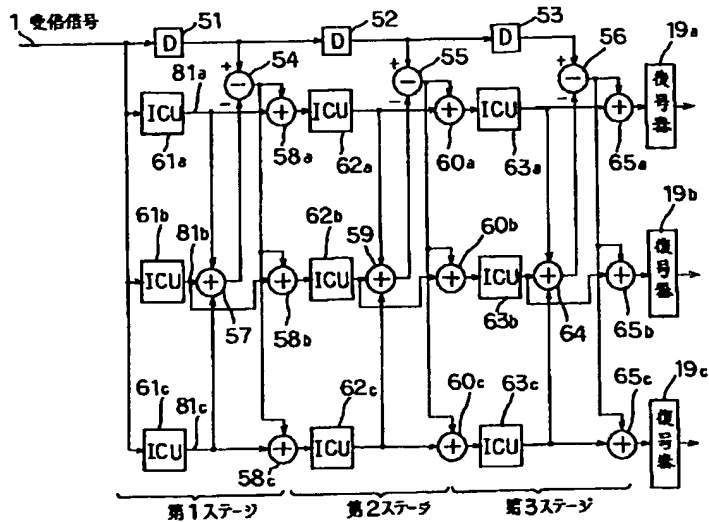 1 受信信号
51
D
52
D
53
D
54
55
56
19a
81a
ICU
61a
58a
ICU
62a
60a
ICU
63a
65a
復号器
61b
81b
ICU
57
58b
62b
ICU
59
60b
ICU
63b
64
65b
19b
復号器
61c
81c
ICU
58c
62c
ICU
60c
63c
ICU
65c
19c
復号器
第1ステージ
第2ステージ
第3ステージ